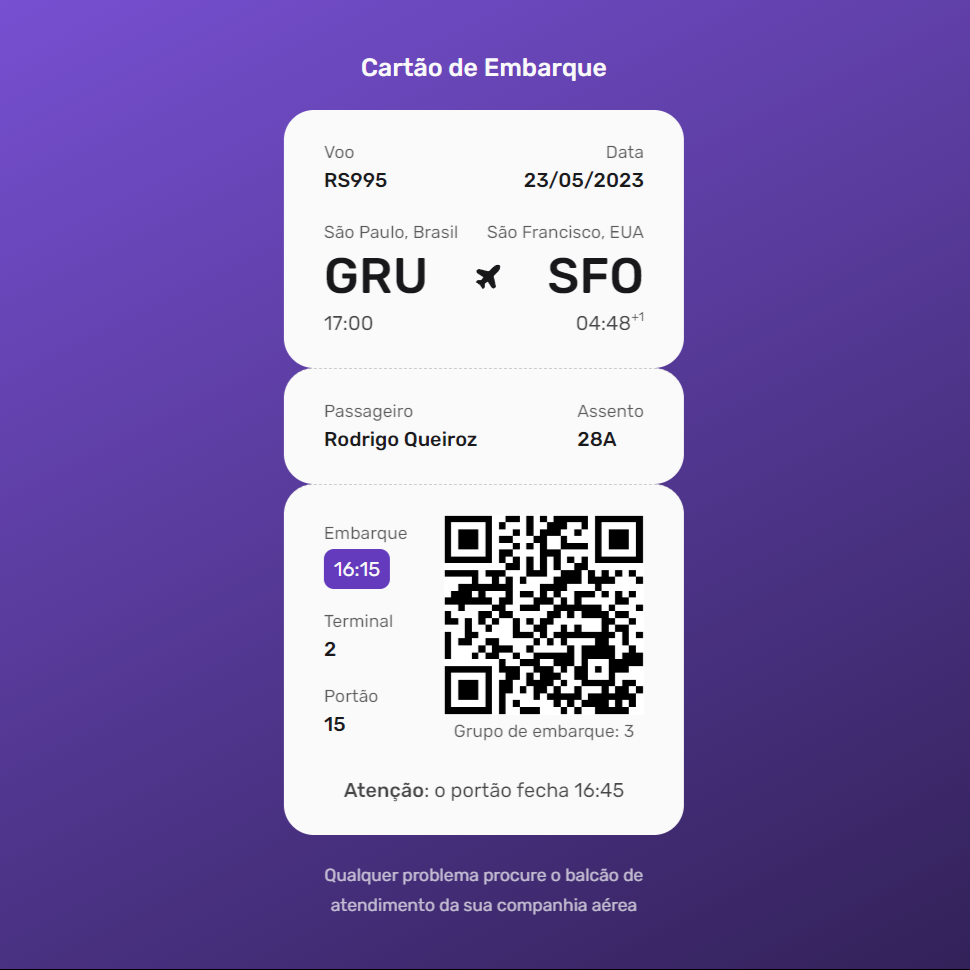 Cartão de Embarque
Voo Data
RS995 23/05/2023
São Paulo, Brasil São Francisco, EUA
GRU SFO
17:00 04:48+1
Passageiro Assento
Rodrigo Queiroz 28A
Embarque
16:15
Terminal
2
Portão
15
Grupo de embarque: 3
Atenção: o portão fecha 16:45
Qualquer problema procure o balcão de
atendimento da sua companhia aérea